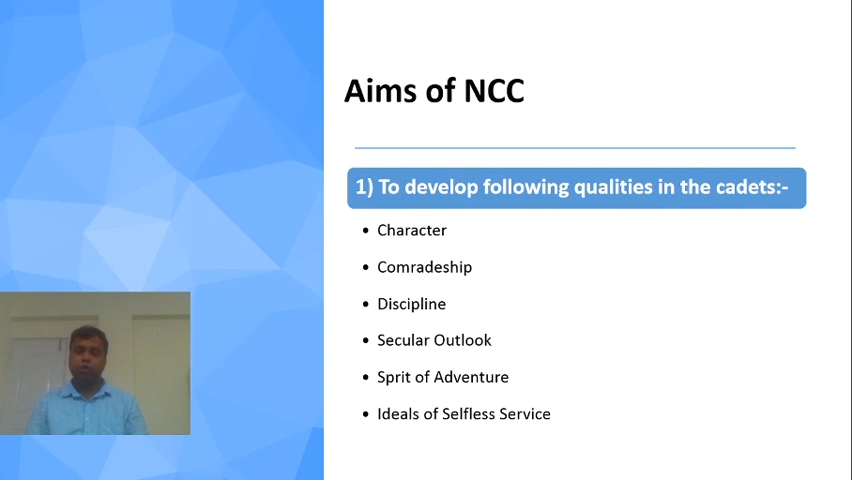 Aims of NCC
1) To develop following qualities in the cadets:-
• Character
• Comradeship
• Discipline
• Secular Outlook
• Sprit of Adventure
• Ideals of Selfless Service